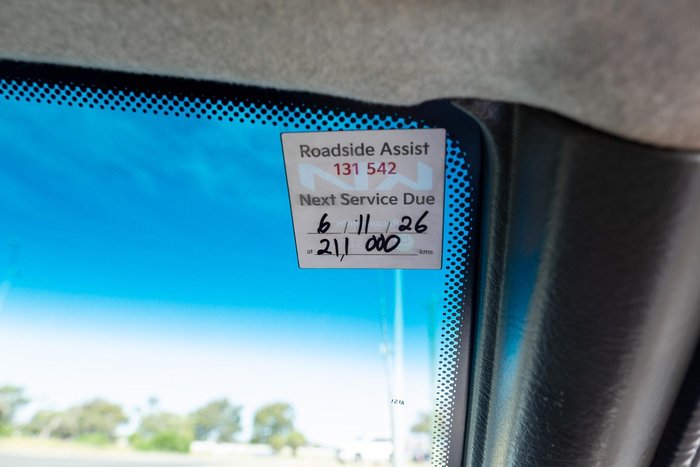 Roadside Assist
131 542
Next Service Due
6 / 11 / 26
at 211,000 kms